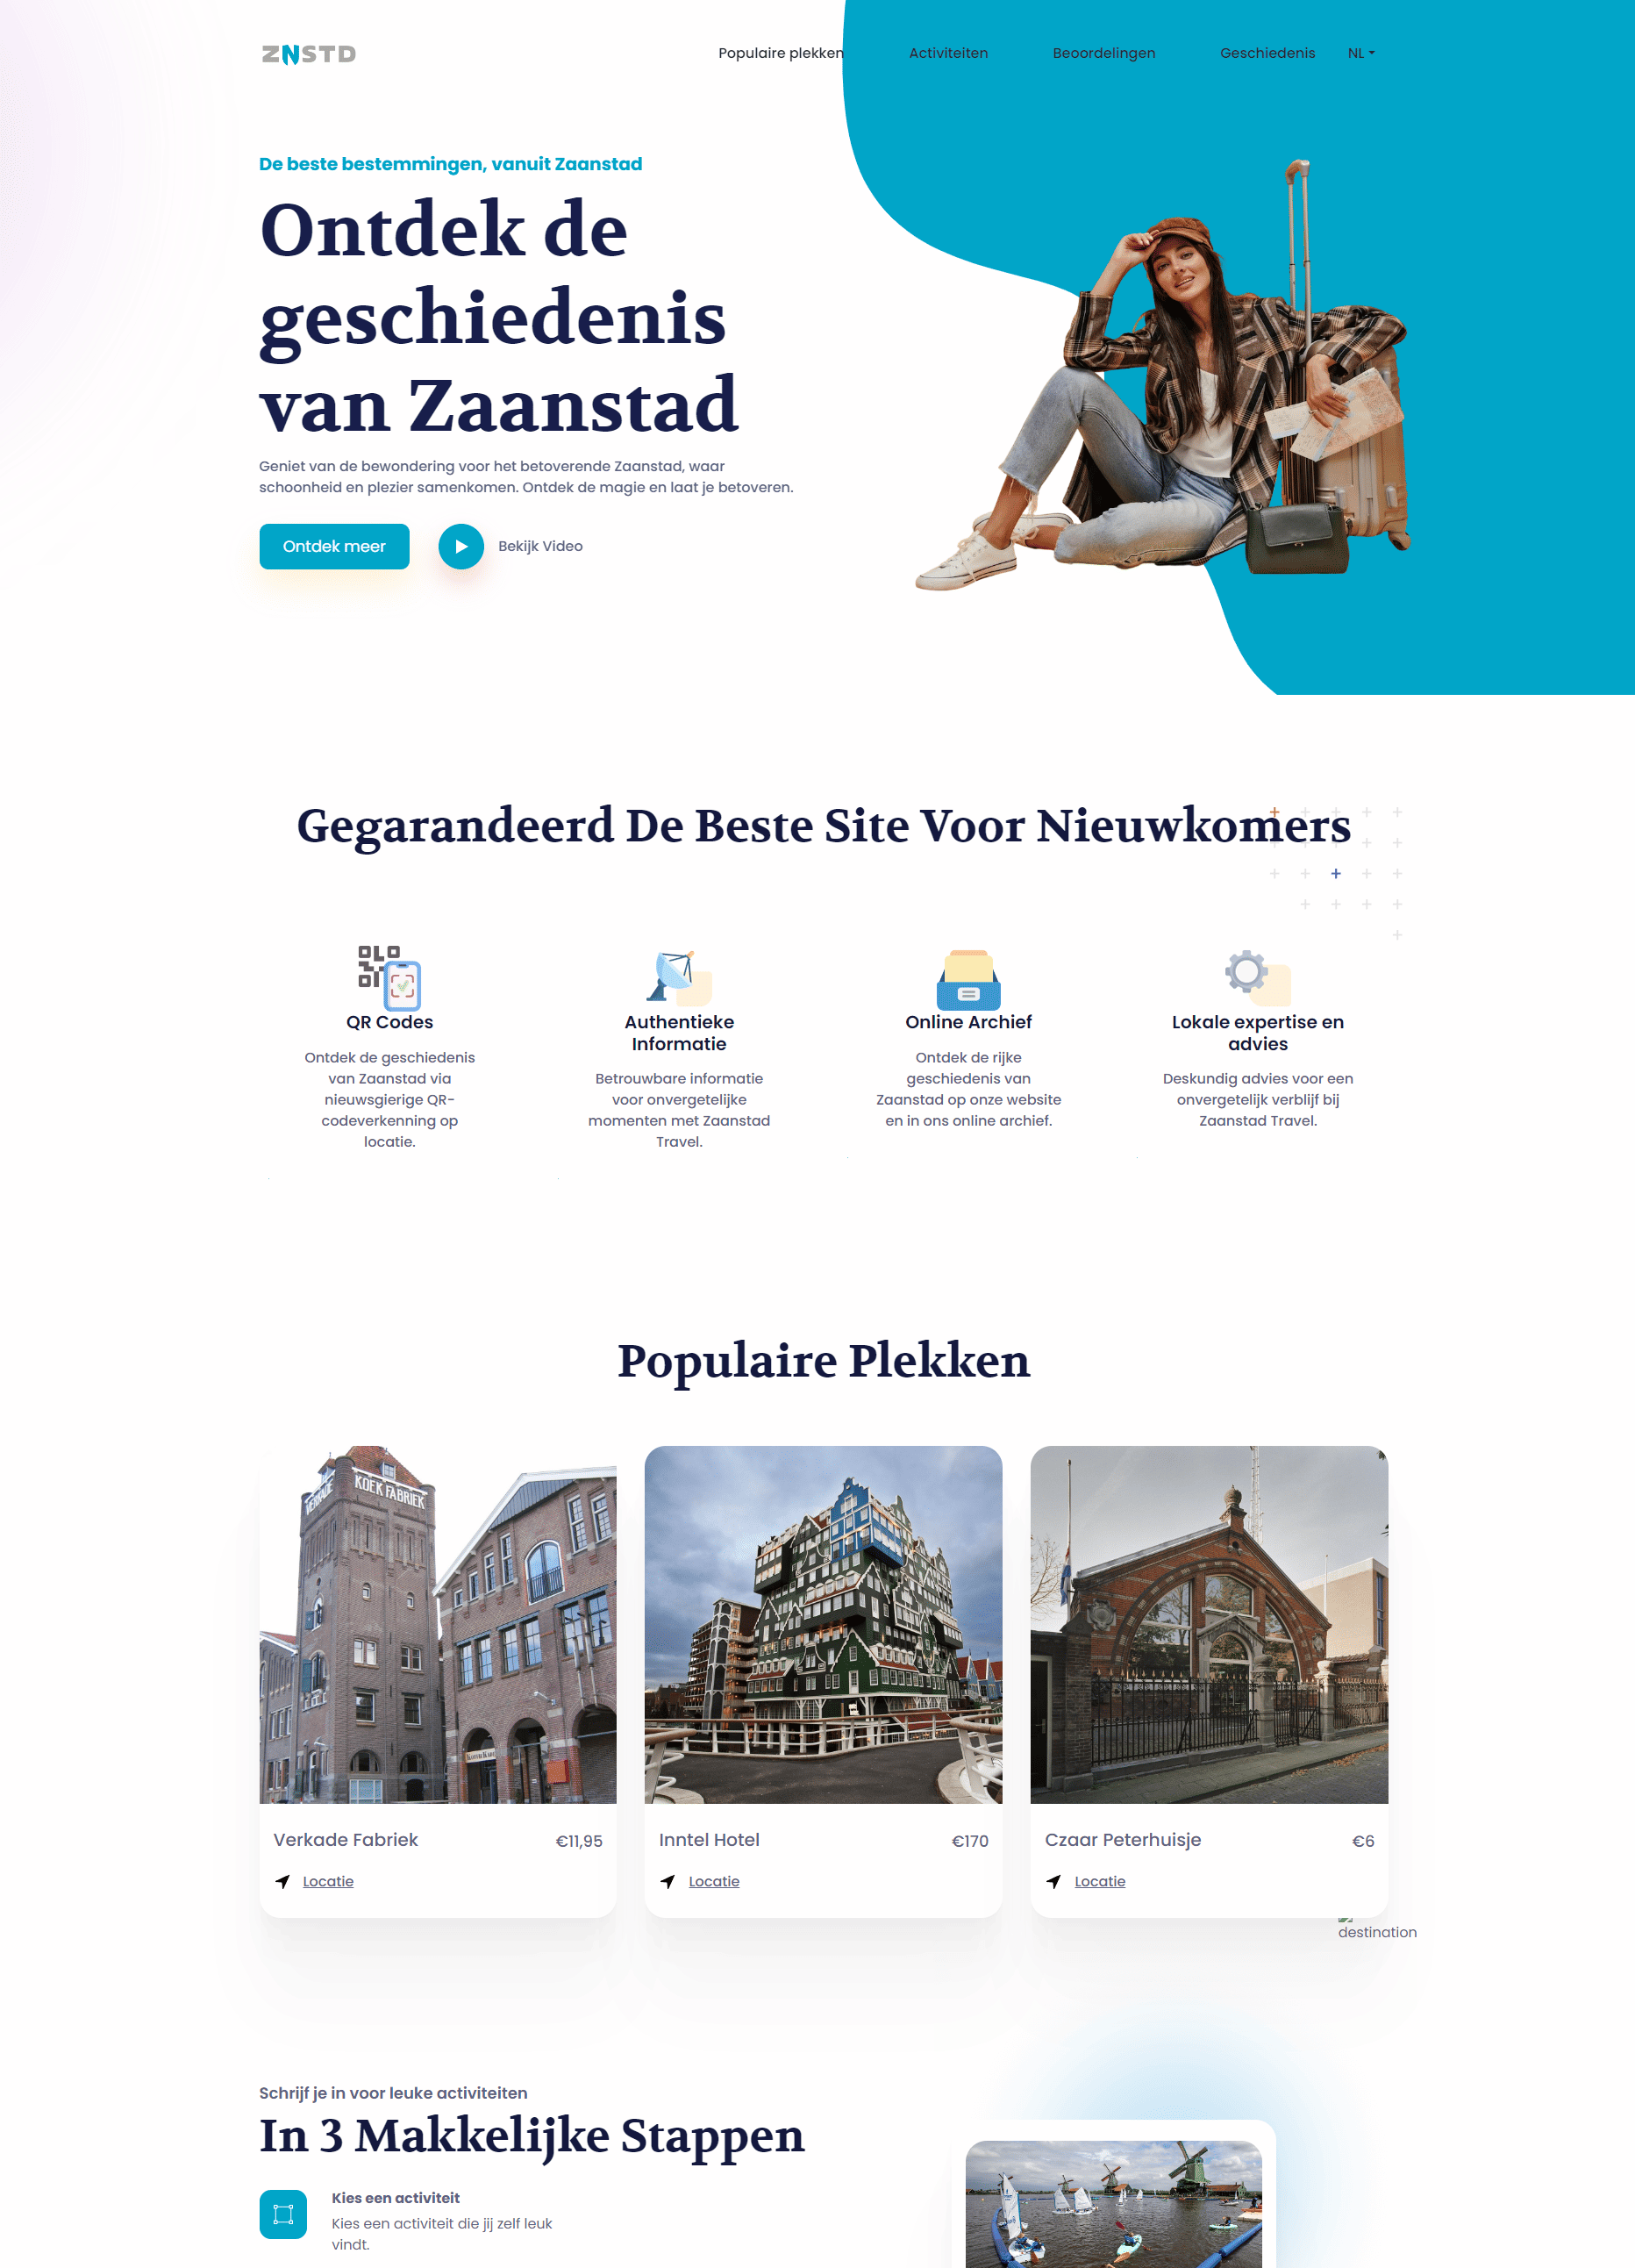 ZNSTD
Populaire plekken
Activiteiten
Beoordelingen
Geschiedenis
NL
De beste bestemmingen, vanuit Zaanstad
Ontdek de
geschiedenis
van Zaanstad
Geniet van de bewondering voor het betoverende Zaanstad, waar
schoonheid en plezier samenkomen. Ontdek de magie en laat je betoveren.
Ontdek meer
Bekijk Video
Gegarandeerd De Beste Site Voor Nieuwkomers
QR Codes
Ontdek de geschiedenis
van Zaanstad via
nieuwsgierige QR-
codeverkenning op
locatie.
Authentieke
Informatie
Betrouwbare informatie
voor onvergetelijke
momenten met Zaanstad
Travel.
Online Archief
Ontdek de rijke
geschiedenis van
Zaanstad op onze website
en in ons online archief.
Lokale expertise en
advies
Deskundig advies voor een
onvergetelijk verblijf bij
Zaanstad Travel.
Populaire Plekken
VERKADE
KOEK FABRIEK
Verkade Fabriek
€11,95
Locatie
Inntel Hotel
€170
Locatie
Czaar Peterhuisje
€6
Locatie
destination
Schrijf je in voor leuke activiteiten
In 3 Makkelijke Stappen
Kies een activiteit
Kies een activiteit die jij zelf leuk
vindt.